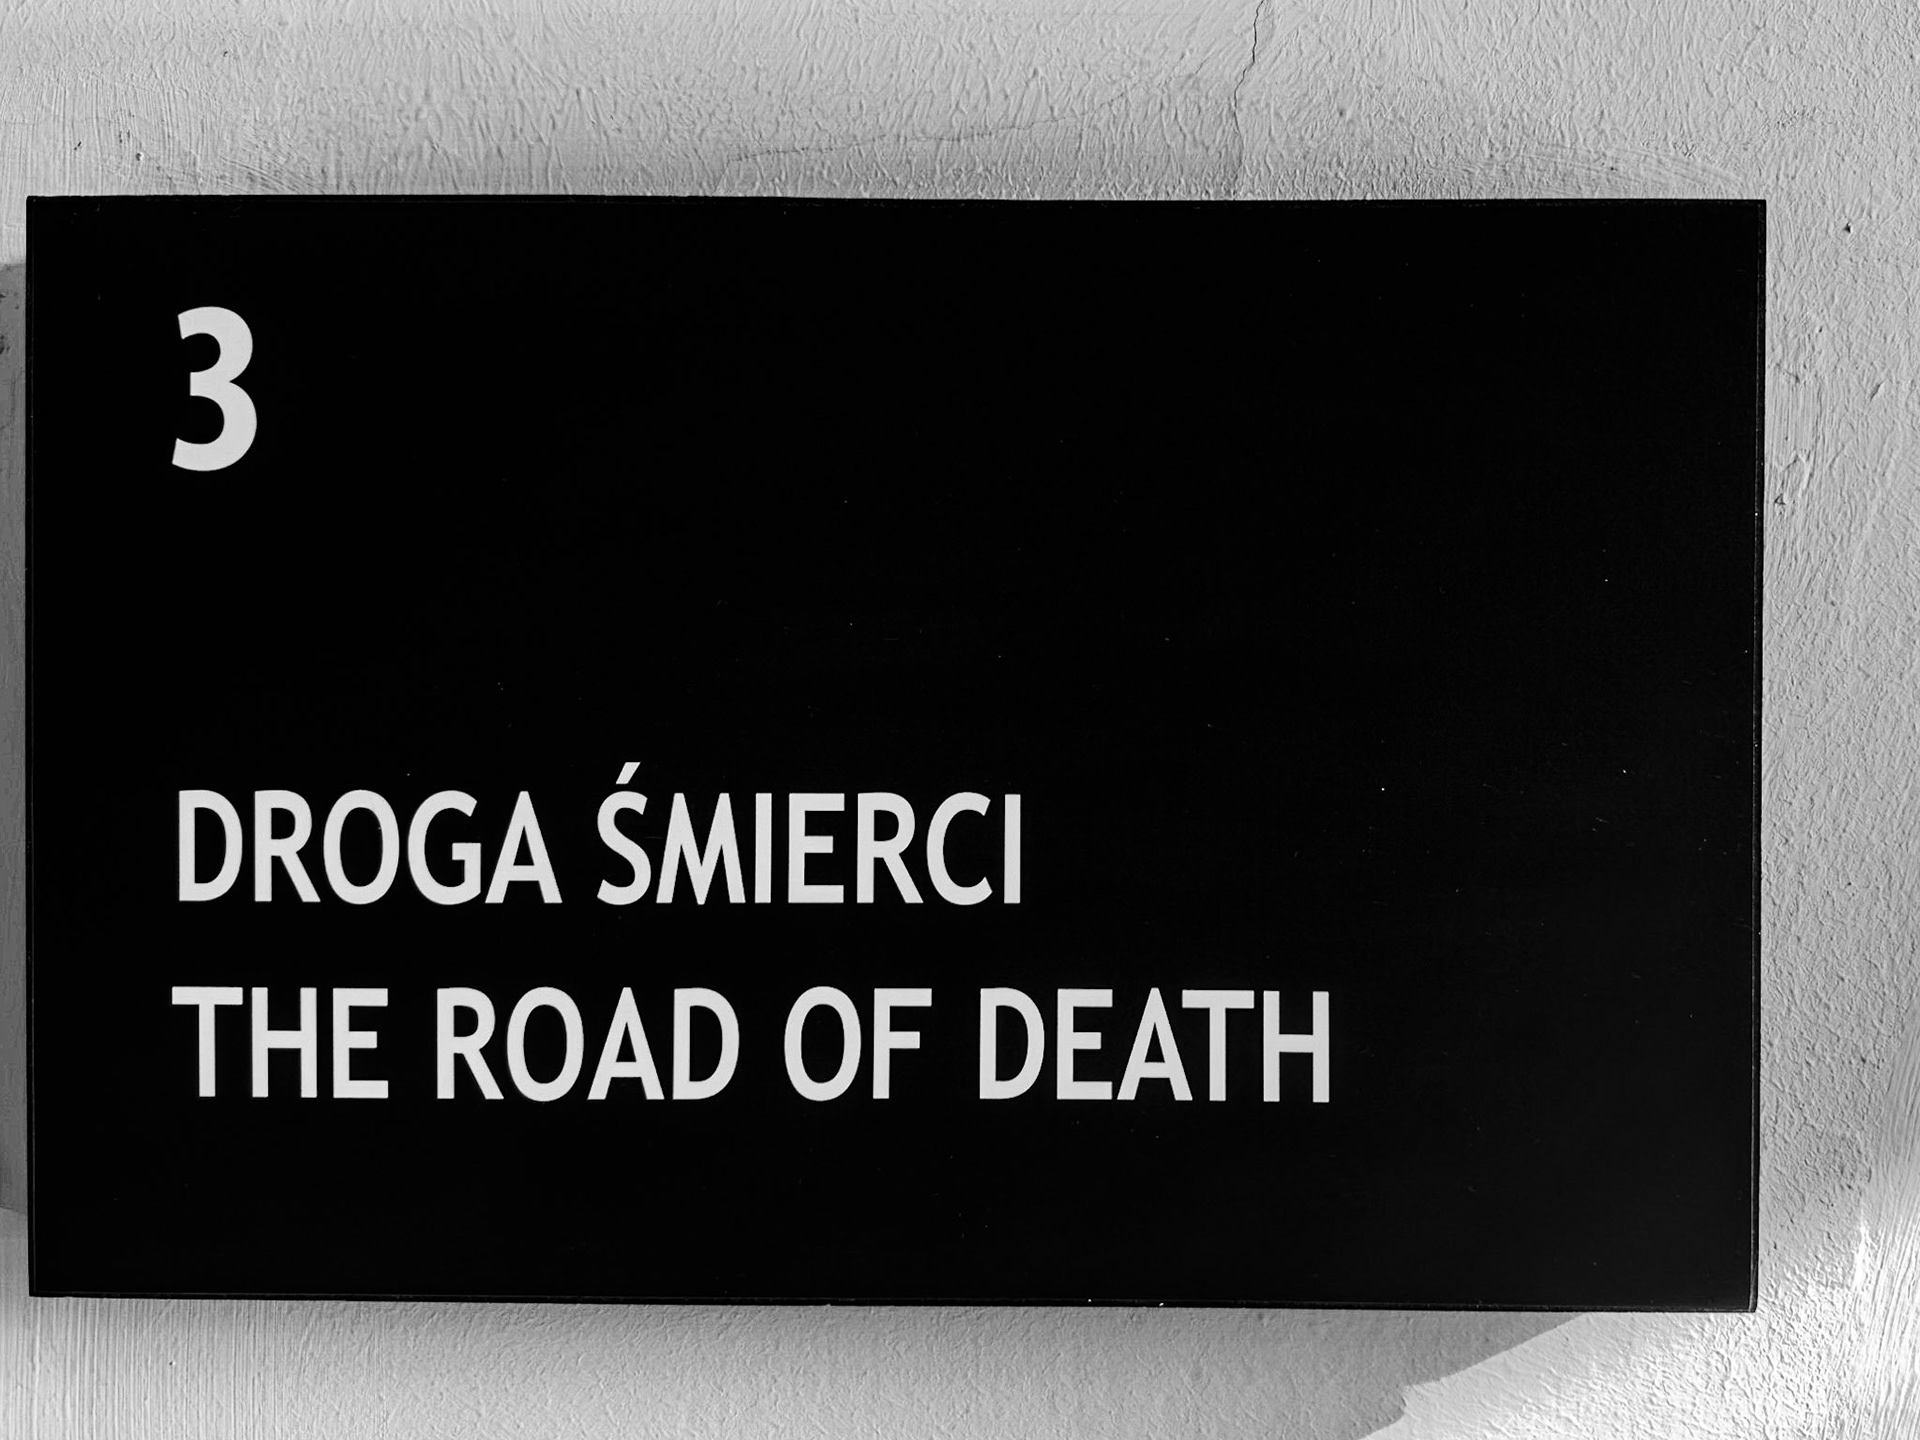 3
DROGA ŚMIERCI
THE ROAD OF DEATH